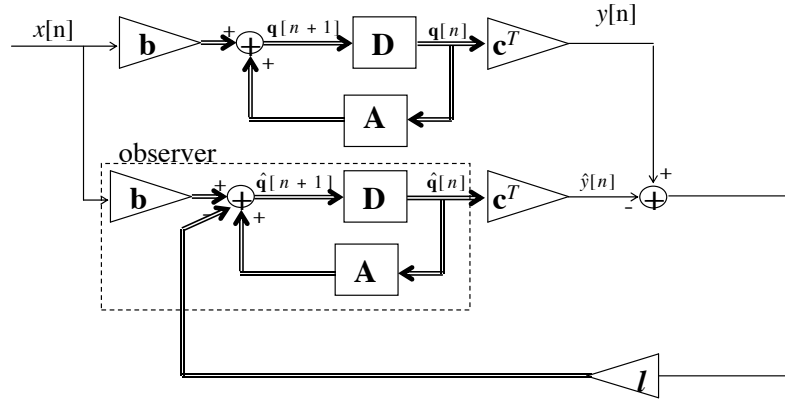 x[n]
b
+
+
+
q[n + 1]
D
q[n]
c^T
y[n]
A
observer
b
+
-
+
+
q̂[n + 1]
D
q̂[n]
c^T
ŷ[n]
+
-
+
A
l